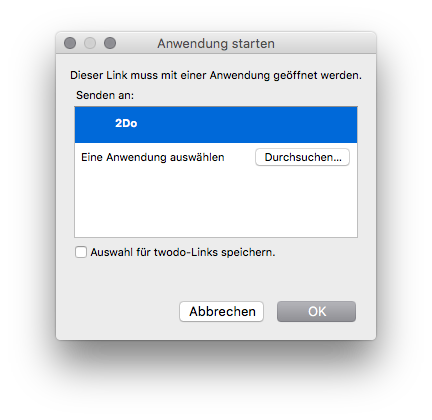 Anwendung starten
Dieser Link muss mit einer Anwendung geöffnet werden.
Senden an:
2Do
Eine Anwendung auswählen Durchsuchen...
Auswahl für twodo-Links speichern.
Abbrechen OK